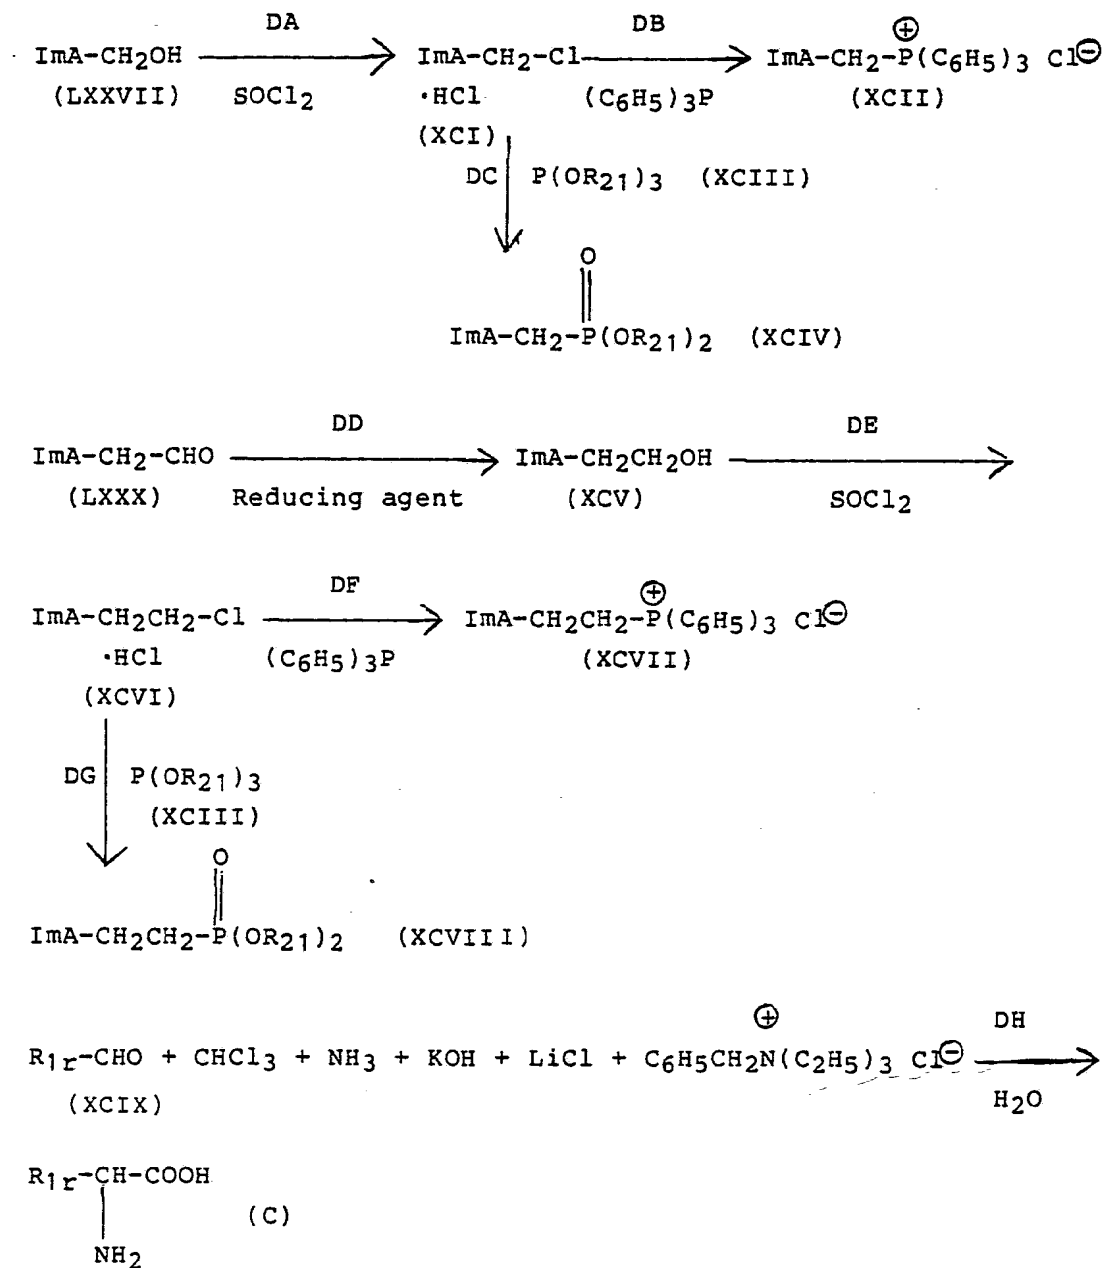 DA DB
ImA-CH2OH ImA-CH2-Cl ImA-CH2-P(C6H5)3 Cl⊖
⊕
(LXXVII) SOCl2 ·HCl (C6H5)3P (XCII)
(XCI)
DC P(OR21)3 (XCIII)
O
ImA-CH2-P(OR21)2 (XCIV)
DD DE
ImA-CH2-CHO ImA-CH2CH2OH
(LXXX) Reducing agent (XCV) SOCl2
DF ⊕
ImA-CH2CH2-Cl ImA-CH2CH2-P(C6H5)3 Cl⊖
·HCl (C6H5)3P (XCVII)
(XCVI)
DG P(OR21)3
(XCIII)
O
ImA-CH2CH2-P(OR21)2 (XCVIII)
⊕ DH
R1r-CHO + CHCl3 + NH3 + KOH + LiCl + C6H5CH2N(C2H5)3 Cl⊖
(XCIX) H2O
R1r-CH-COOH
(C)
NH2